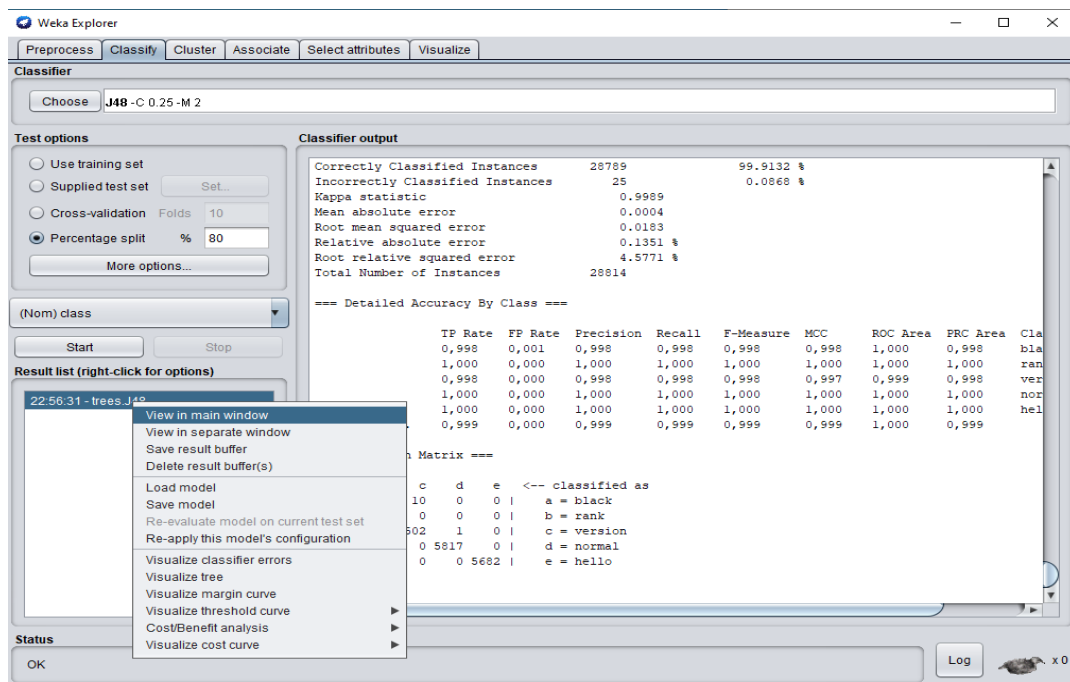 Weka Explorer
Preprocess Classify Cluster Associate Select attributes Visualize
Classifier
Choose J48 -C 0.25 -M 2
Test options
Use training set
Supplied test set Set...
Cross-validation Folds 10
Percentage split % 80
More options...
(Nom) class
Start Stop
Result list (right-click for options)
22:56:31 - trees.J48
View in main window
View in separate window
Save result buffer
Delete result buffer(s)
Load model
Save model
Re-evaluate model on current test set
Re-apply this model's configuration
Visualize classifier errors
Visualize tree
Visualize margin curve
Visualize threshold curve
Cost/Benefit analysis
Visualize cost curve
Classifier output
Correctly Classified Instances 28789 99.9132 %
Incorrectly Classified Instances 25 0.0868 %
Kappa statistic 0.9989
Mean absolute error 0.0004
Root mean squared error 0.0183
Relative absolute error 0.1351 %
Root relative squared error 4.5771 %
Total Number of Instances 28814
=== Detailed Accuracy By Class ===
TP Rate FP Rate Precision Recall F-Measure MCC ROC Area PRC Area Cla
0,998 0,001 0,998 0,998 0,998 0,998 1,000 0,998 bla
1,000 0,000 1,000 1,000 1,000 1,000 1,000 1,000 ran
0,998 0,000 0,998 0,998 0,998 0,997 0,999 0,998 ver
1,000 0,000 1,000 1,000 1,000 1,000 1,000 1,000 nor
1,000 0,000 1,000 1,000 1,000 1,000 1,000 1,000 hel
0,999 0,000 0,999 0,999 0,999 0,999 1,000 0,999
Matrix ===
c d e <-- classified as
10 0 0 | a = black
0 0 0 | b = rank
602 1 0 | c = version
0 5817 0 | d = normal
0 0 5682 | e = hello
Status
OK
Log
x 0